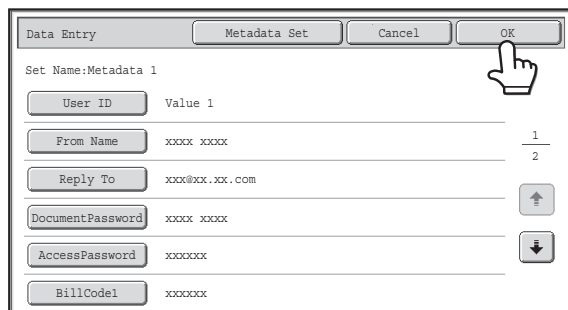 Data Entry Metadata Set Cancel OK
Set Name:Metadata 1
User ID Value 1
From Name xxxx xxxx
1
2
Reply To xxx@xx.xx.com
DocumentPassword xxxx xxxx
AccessPassword xxxxxx
BillCode1 xxxxxx